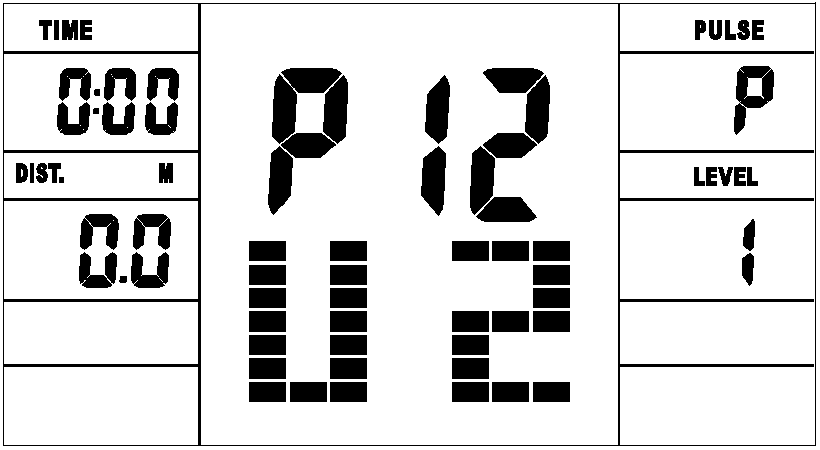 TIME
0:00
DIST. M
0.0
P12
U2
PULSE
P
LEVEL
1